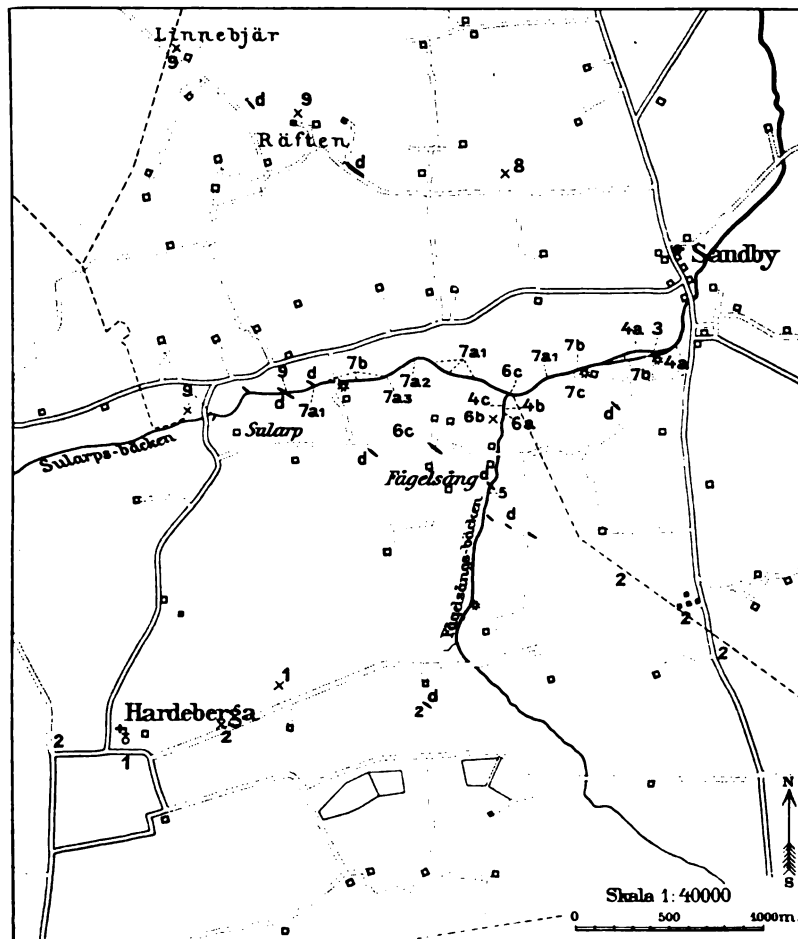 Linnebjär
9
d
9
Räften
d
8
Sandby
4a 3
7b
7a1
7a1
7b
6c
7a2
9
d
7b
4a
7c
9
7a3
4c
4b
d
7a1
6b
6a
d
Sularp
6c
Sularps-bäcken
d
d
Fågelsång
5
d
Fågelsångs-bäcken
2
2
2
1
d
Hardeberga
2
2
2
1
N
S
Skala 1:40000
0 500 1000m.